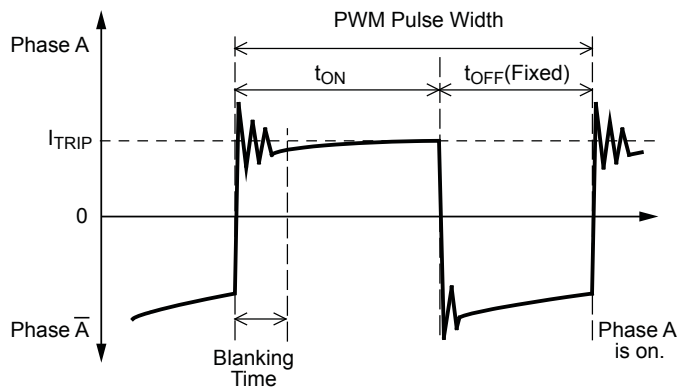 PWM Pulse Width
Phase A
tON
tOFF(Fixed)
ITRIP
0
Phase A̅
Blanking
Time
Phase A
is on.